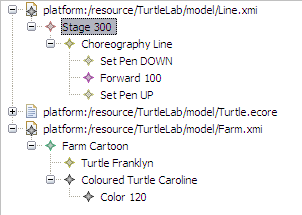 platform:/resource/TurtleLab/model/Line.xmi
Stage 300
Choreography Line
Set Pen DOWN
Forward 100
Set Pen UP
platform:/resource/TurtleLab/model/Turtle.ecore
platform:/resource/TurtleLab/model/Farm.xmi
Farm Cartoon
Turtle Franklyn
Coloured Turtle Caroline
Color 120